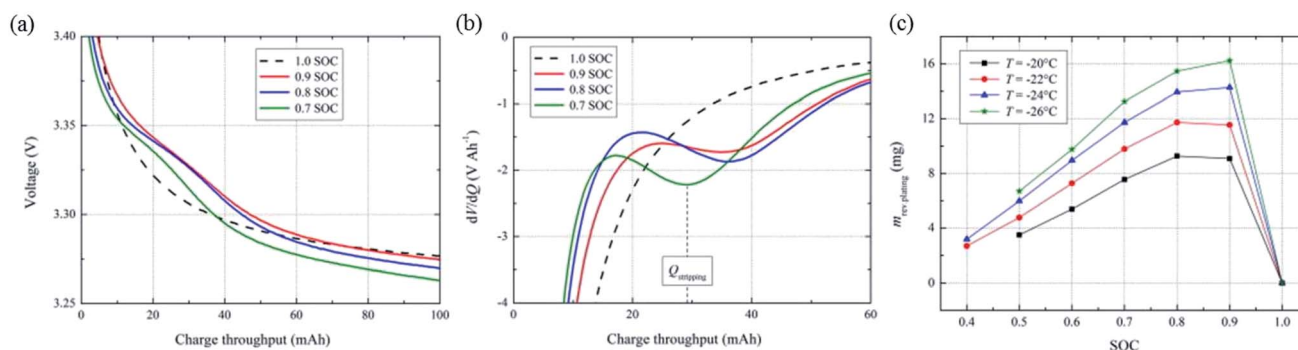 (a)
3.40
3.35
3.30
3.25
Voltage (V)
1.0 SOC
0.9 SOC
0.8 SOC
0.7 SOC
0 20 40 60 80 100
Charge throughput (mAh)
(b)
0
-1
-2
-3
-4
dV/dQ (V Ah⁻¹)
1.0 SOC
0.9 SOC
0.8 SOC
0.7 SOC
Qstripping
0 20 40 60
Charge throughput (mAh)
(c)
16
12
8
4
0
mrev plating (mg)
T = -20°C
T = -22°C
T = -24°C
T = -26°C
0.4 0.5 0.6 0.7 0.8 0.9 1.0
SOC